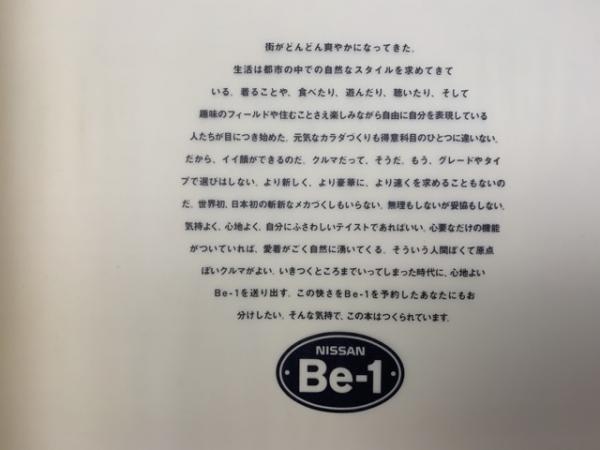 街がどんどん爽やかになってきた.
生活は都市の中での自然なスタイルを求めてきて
いる. 着ることや、食べたり、遊んだり、聴いたり、そして
趣味のフィールドや住むことさえ楽しみながら自由に自分を表現している
人たちが目につき始めた. 元気なカラダづくりも得意科目のひとつに違いない.
だから、イイ顔ができるのだ. クルマだって、そうだ. もう、グレードやタイ
プで選びはしない. より新しく、より豪華に、より速くを求めることもないの
だ. 世界初、日本初の斬新なメカづくしもいらない. 無理もしないが妥協もしない.
気持よく、心地よく、自分にふさわしいテイストであればいい. 必要なだけの機能
がついていれば、愛着がごく自然に湧いてくる. そういう人間ぽくて原点
ぽいクルマがよい. いきつくところまでいってしまった時代に、心地よい
Be-1を送り出す. この快さをBe-1を予約したあなたにもお
分けしたい. そんな気持で、この本はつくられています.
NISSAN
Be-1